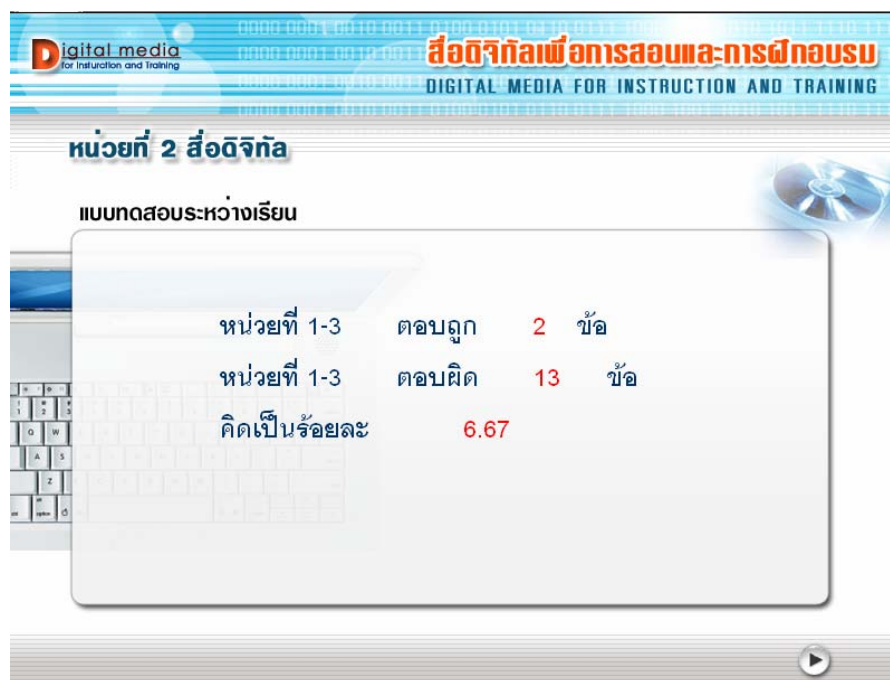 Digital media
for Insturction and Training
สื่อดิจิทัลเพื่อการสอนและการฝึกอบรม
DIGITAL MEDIA FOR INSTRUCTION AND TRAINING
หน่วยที่ 2 สื่อดิจิทัล
แบบทดสอบระหว่างเรียน
หน่วยที่ 1-3 ตอบถูก 2 ข้อ
หน่วยที่ 1-3 ตอบผิด 13 ข้อ
คิดเป็นร้อยละ 6.67